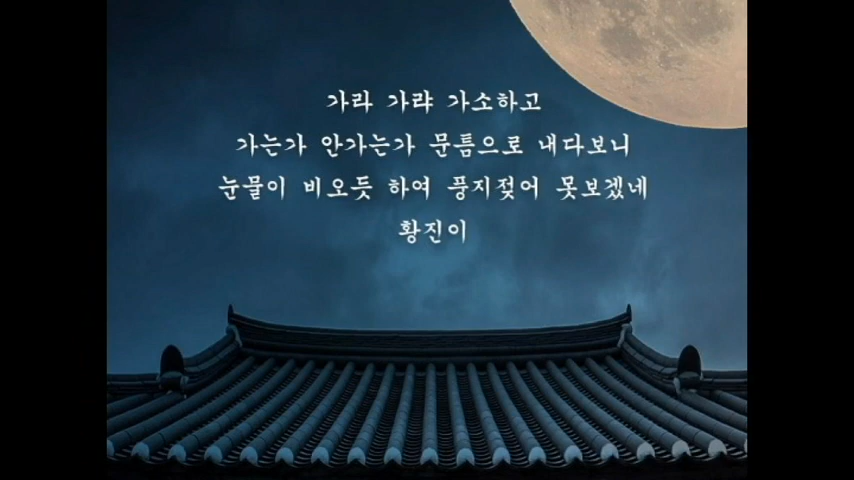 가라 가랴 가소하고
가는가 안가는가 문틈으로 내다보니
눈물이 비오듯 하여 풍지젖어 못보겠네
황진이